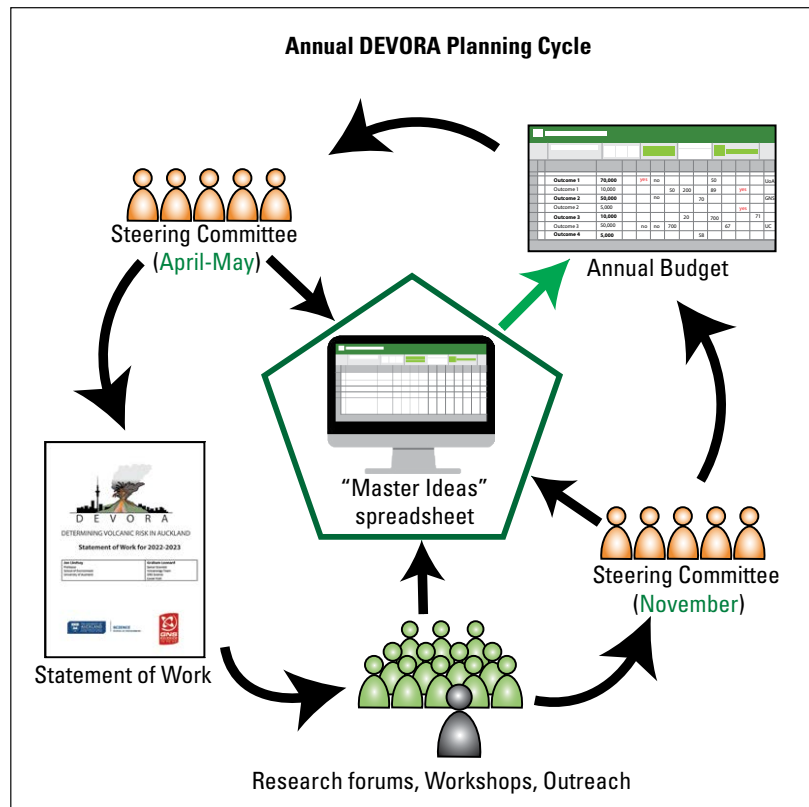 Annual DEVORA Planning Cycle
Outcome 1 70,000 yes no 50 UoA
Outcome 1 10,000 50 200 89 yes
Outcome 2 50,000 no 70 GNS
Outcome 2 5,000 yes
Outcome 3 10,000 20 700 71
Outcome 3 50,000 no no 700 67 UC
Outcome 4 5,000 58
Annual Budget
Steering Committee
(April-May)
"Master Ideas"
spreadsheet
DEVORA
DETERMINING VOLCANIC RISK IN AUCKLAND
Statement of Work for 2022-2023
Statement of Work
Steering Committee
(November)
Research forums, Workshops, Outreach